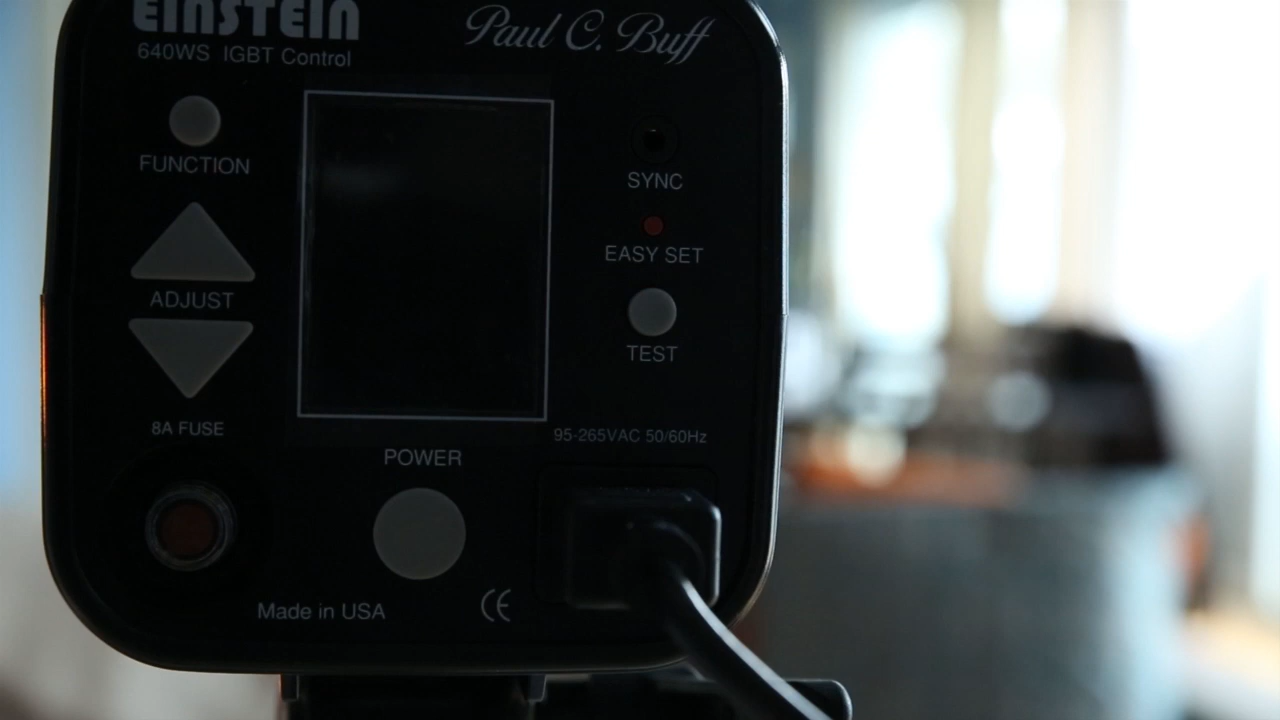 EINSTEIN
640WS IGBT Control
Paul C. Buff
FUNCTION
SYNC
EASY SET
ADJUST
TEST
8A FUSE
95-265VAC 50/60Hz
POWER
Made in USA
CE